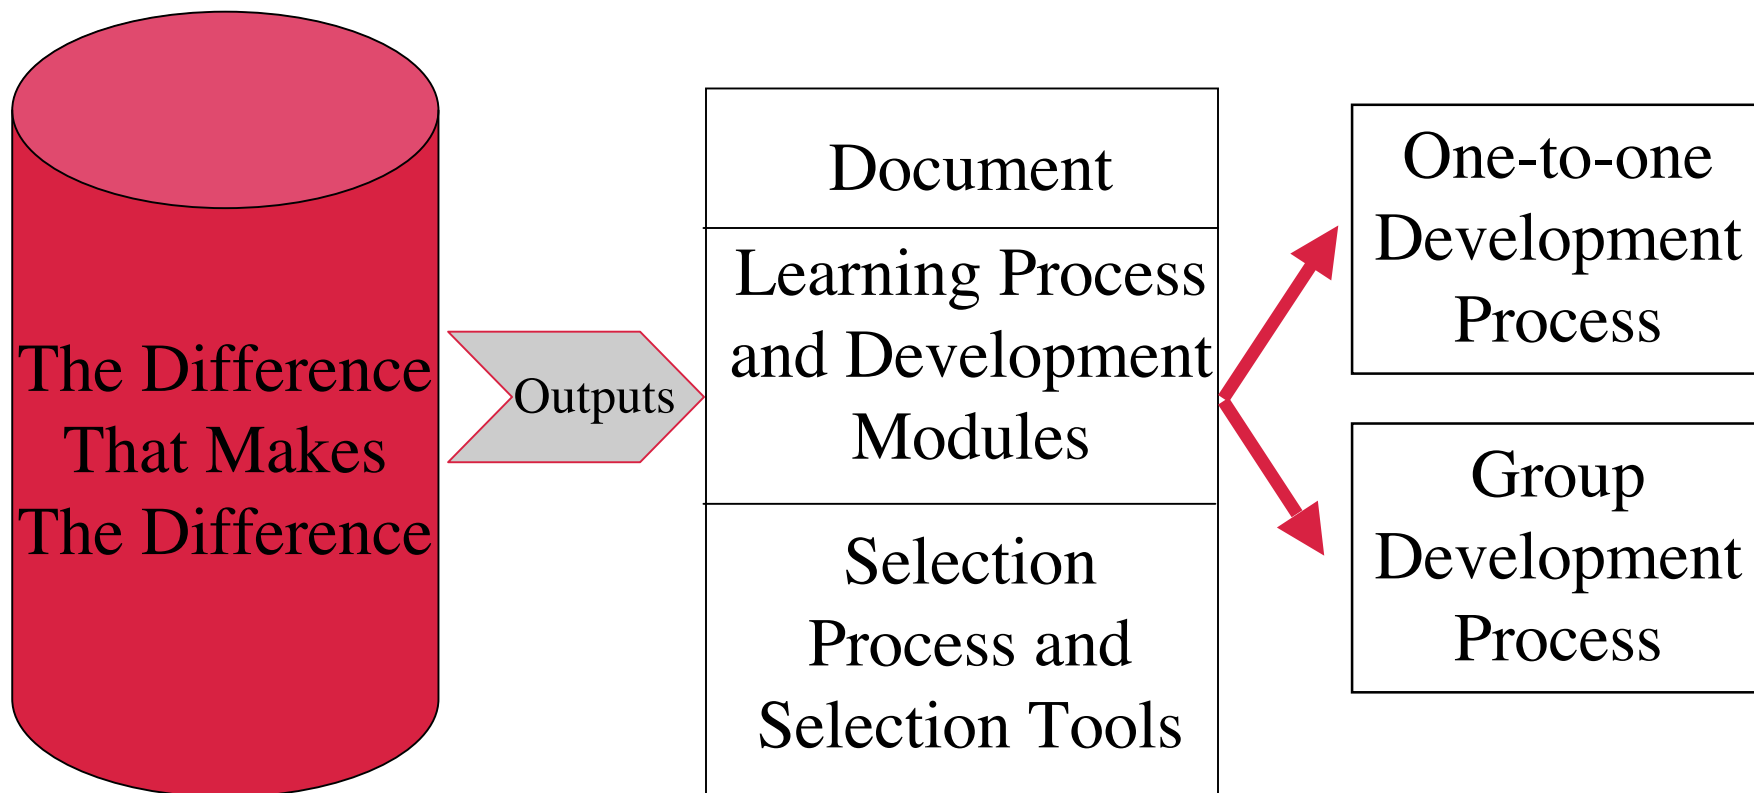 The Difference
That Makes
The Difference
Outputs
Document
Learning Process
and Development
Modules
Selection
Process and
Selection Tools
One-to-one
Development
Process
Group
Development
Process